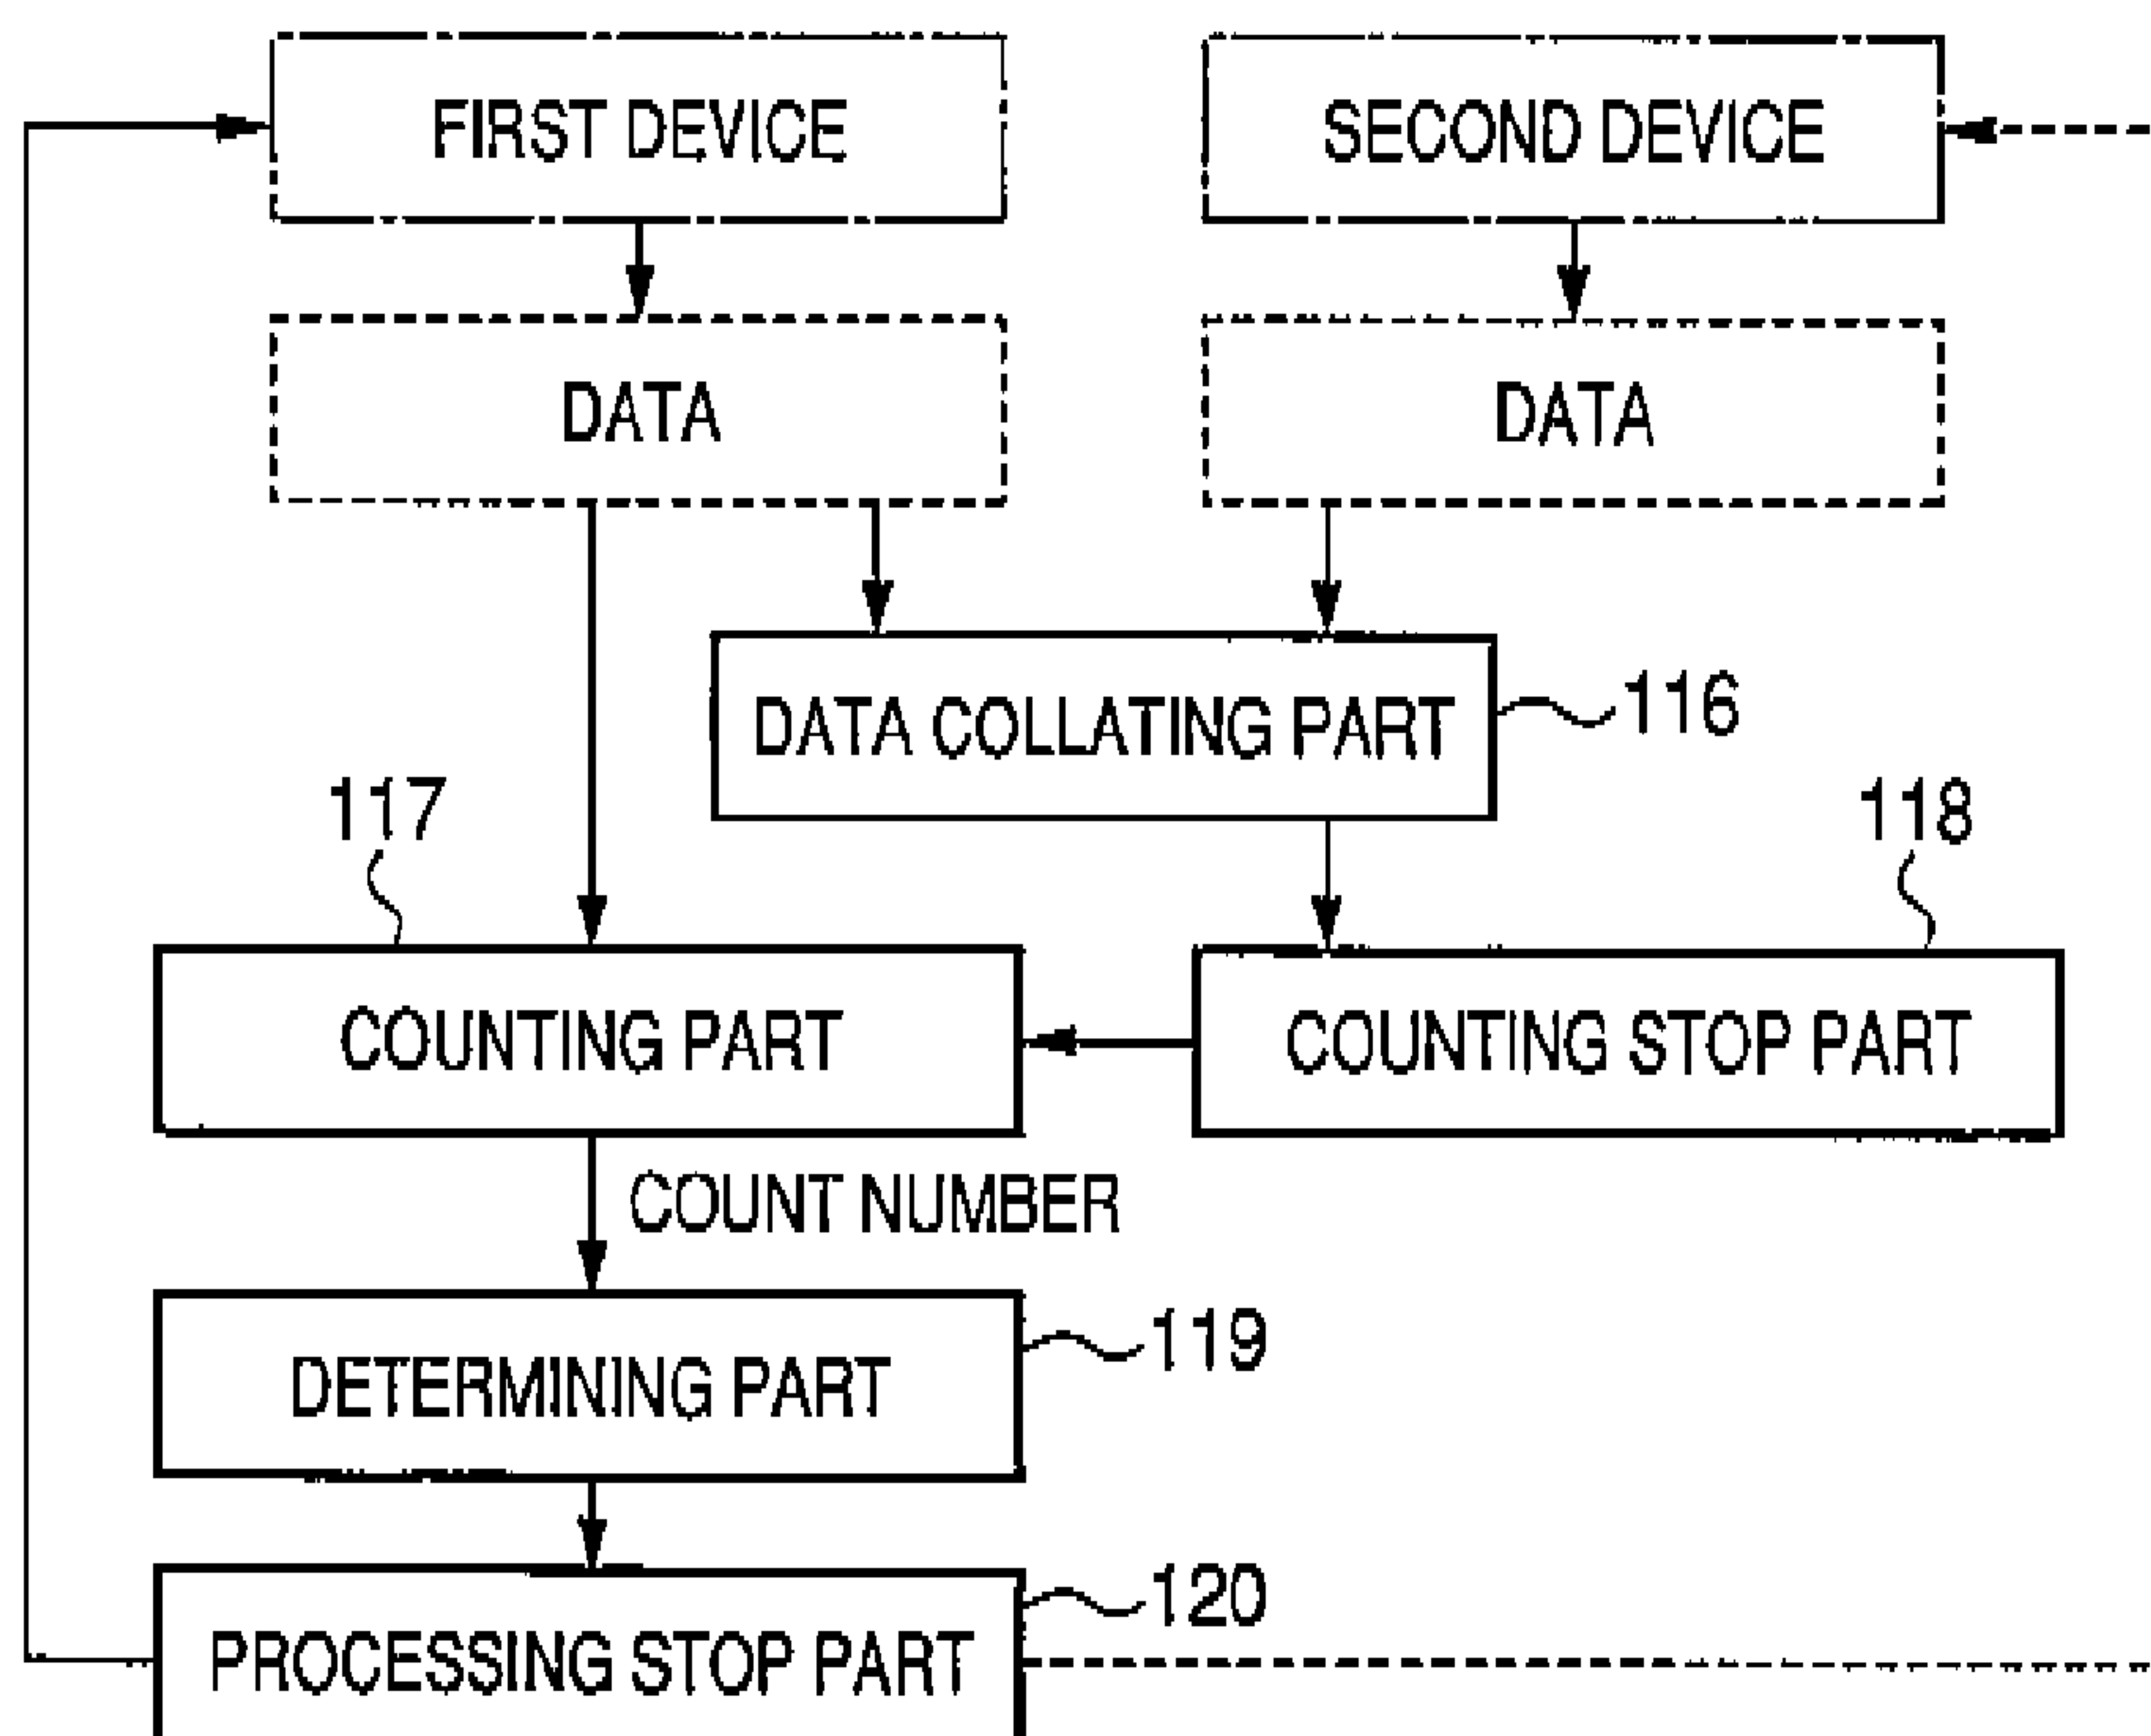 FIRST DEVICE
SECOND DEVICE
DATA
DATA
DATA COLLATING PART
116
117
118
COUNTING PART
COUNTING STOP PART
COUNT NUMBER
DETERMINING PART
119
PROCESSING STOP PART
120